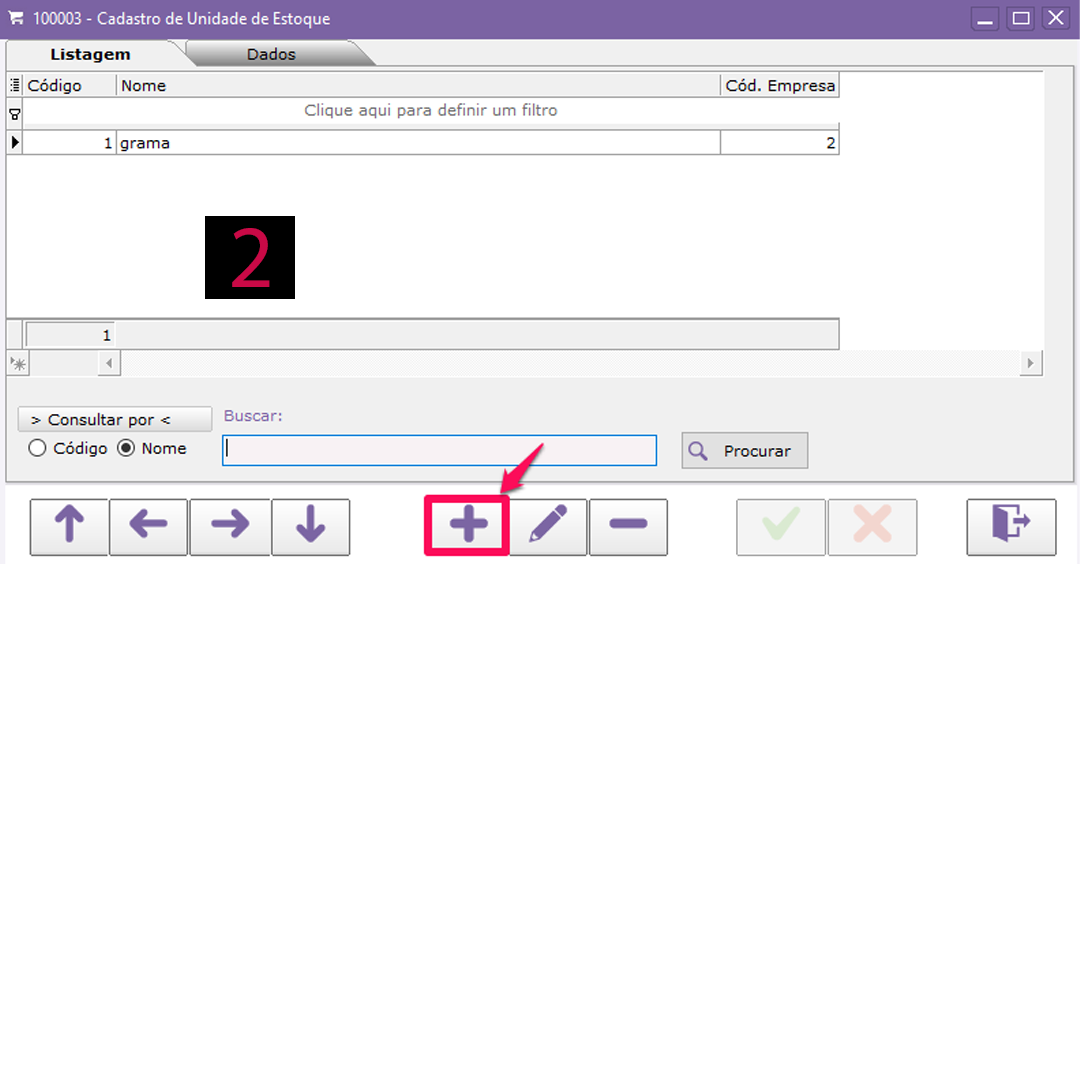 100003 - Cadastro de Unidade de Estoque
Listagem Dados
Código Nome Cód. Empresa
Clique aqui para definir um filtro
1 grama 2
2
1
> Consultar por < Buscar:
Código Nome Procurar